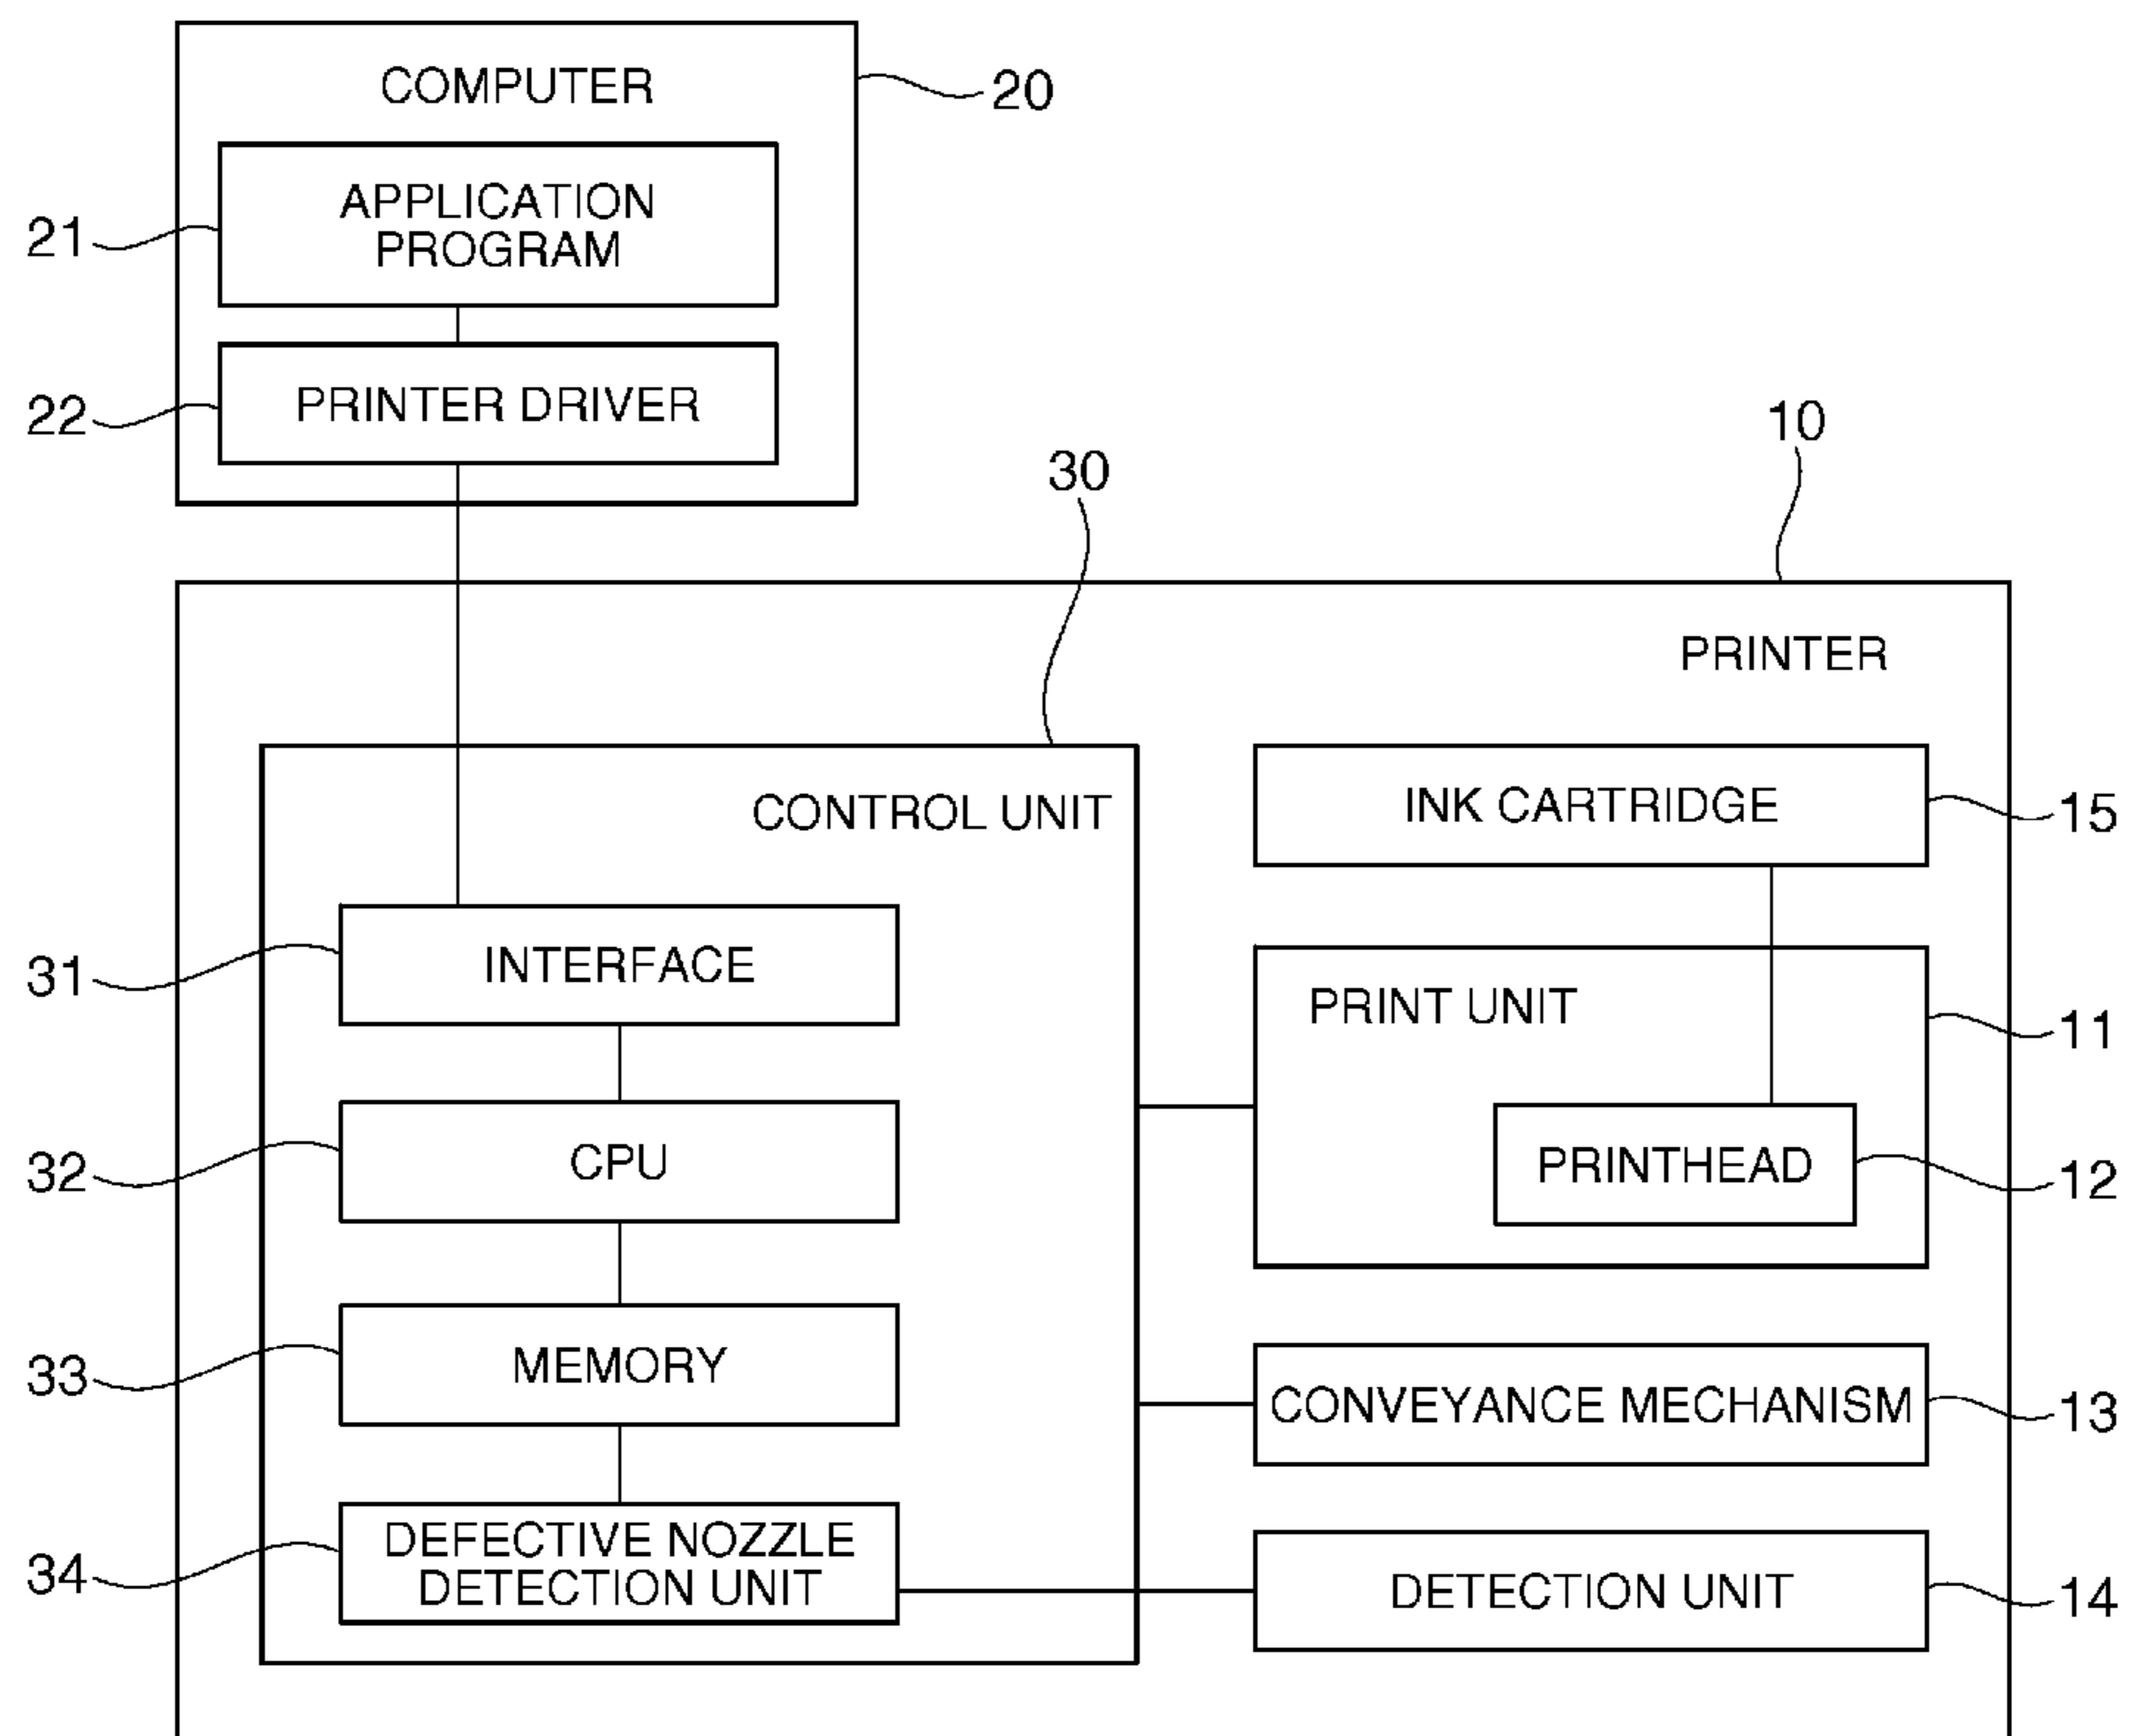 COMPUTER
20
APPLICATION
PROGRAM
21
PRINTER DRIVER
22
10
30
PRINTER
CONTROL UNIT
INK CARTRIDGE
15
INTERFACE
31
PRINT UNIT
11
CPU
32
PRINTHEAD
12
MEMORY
33
CONVEYANCE MECHANISM
13
DEFECTIVE NOZZLE
DETECTION UNIT
34
DETECTION UNIT
14